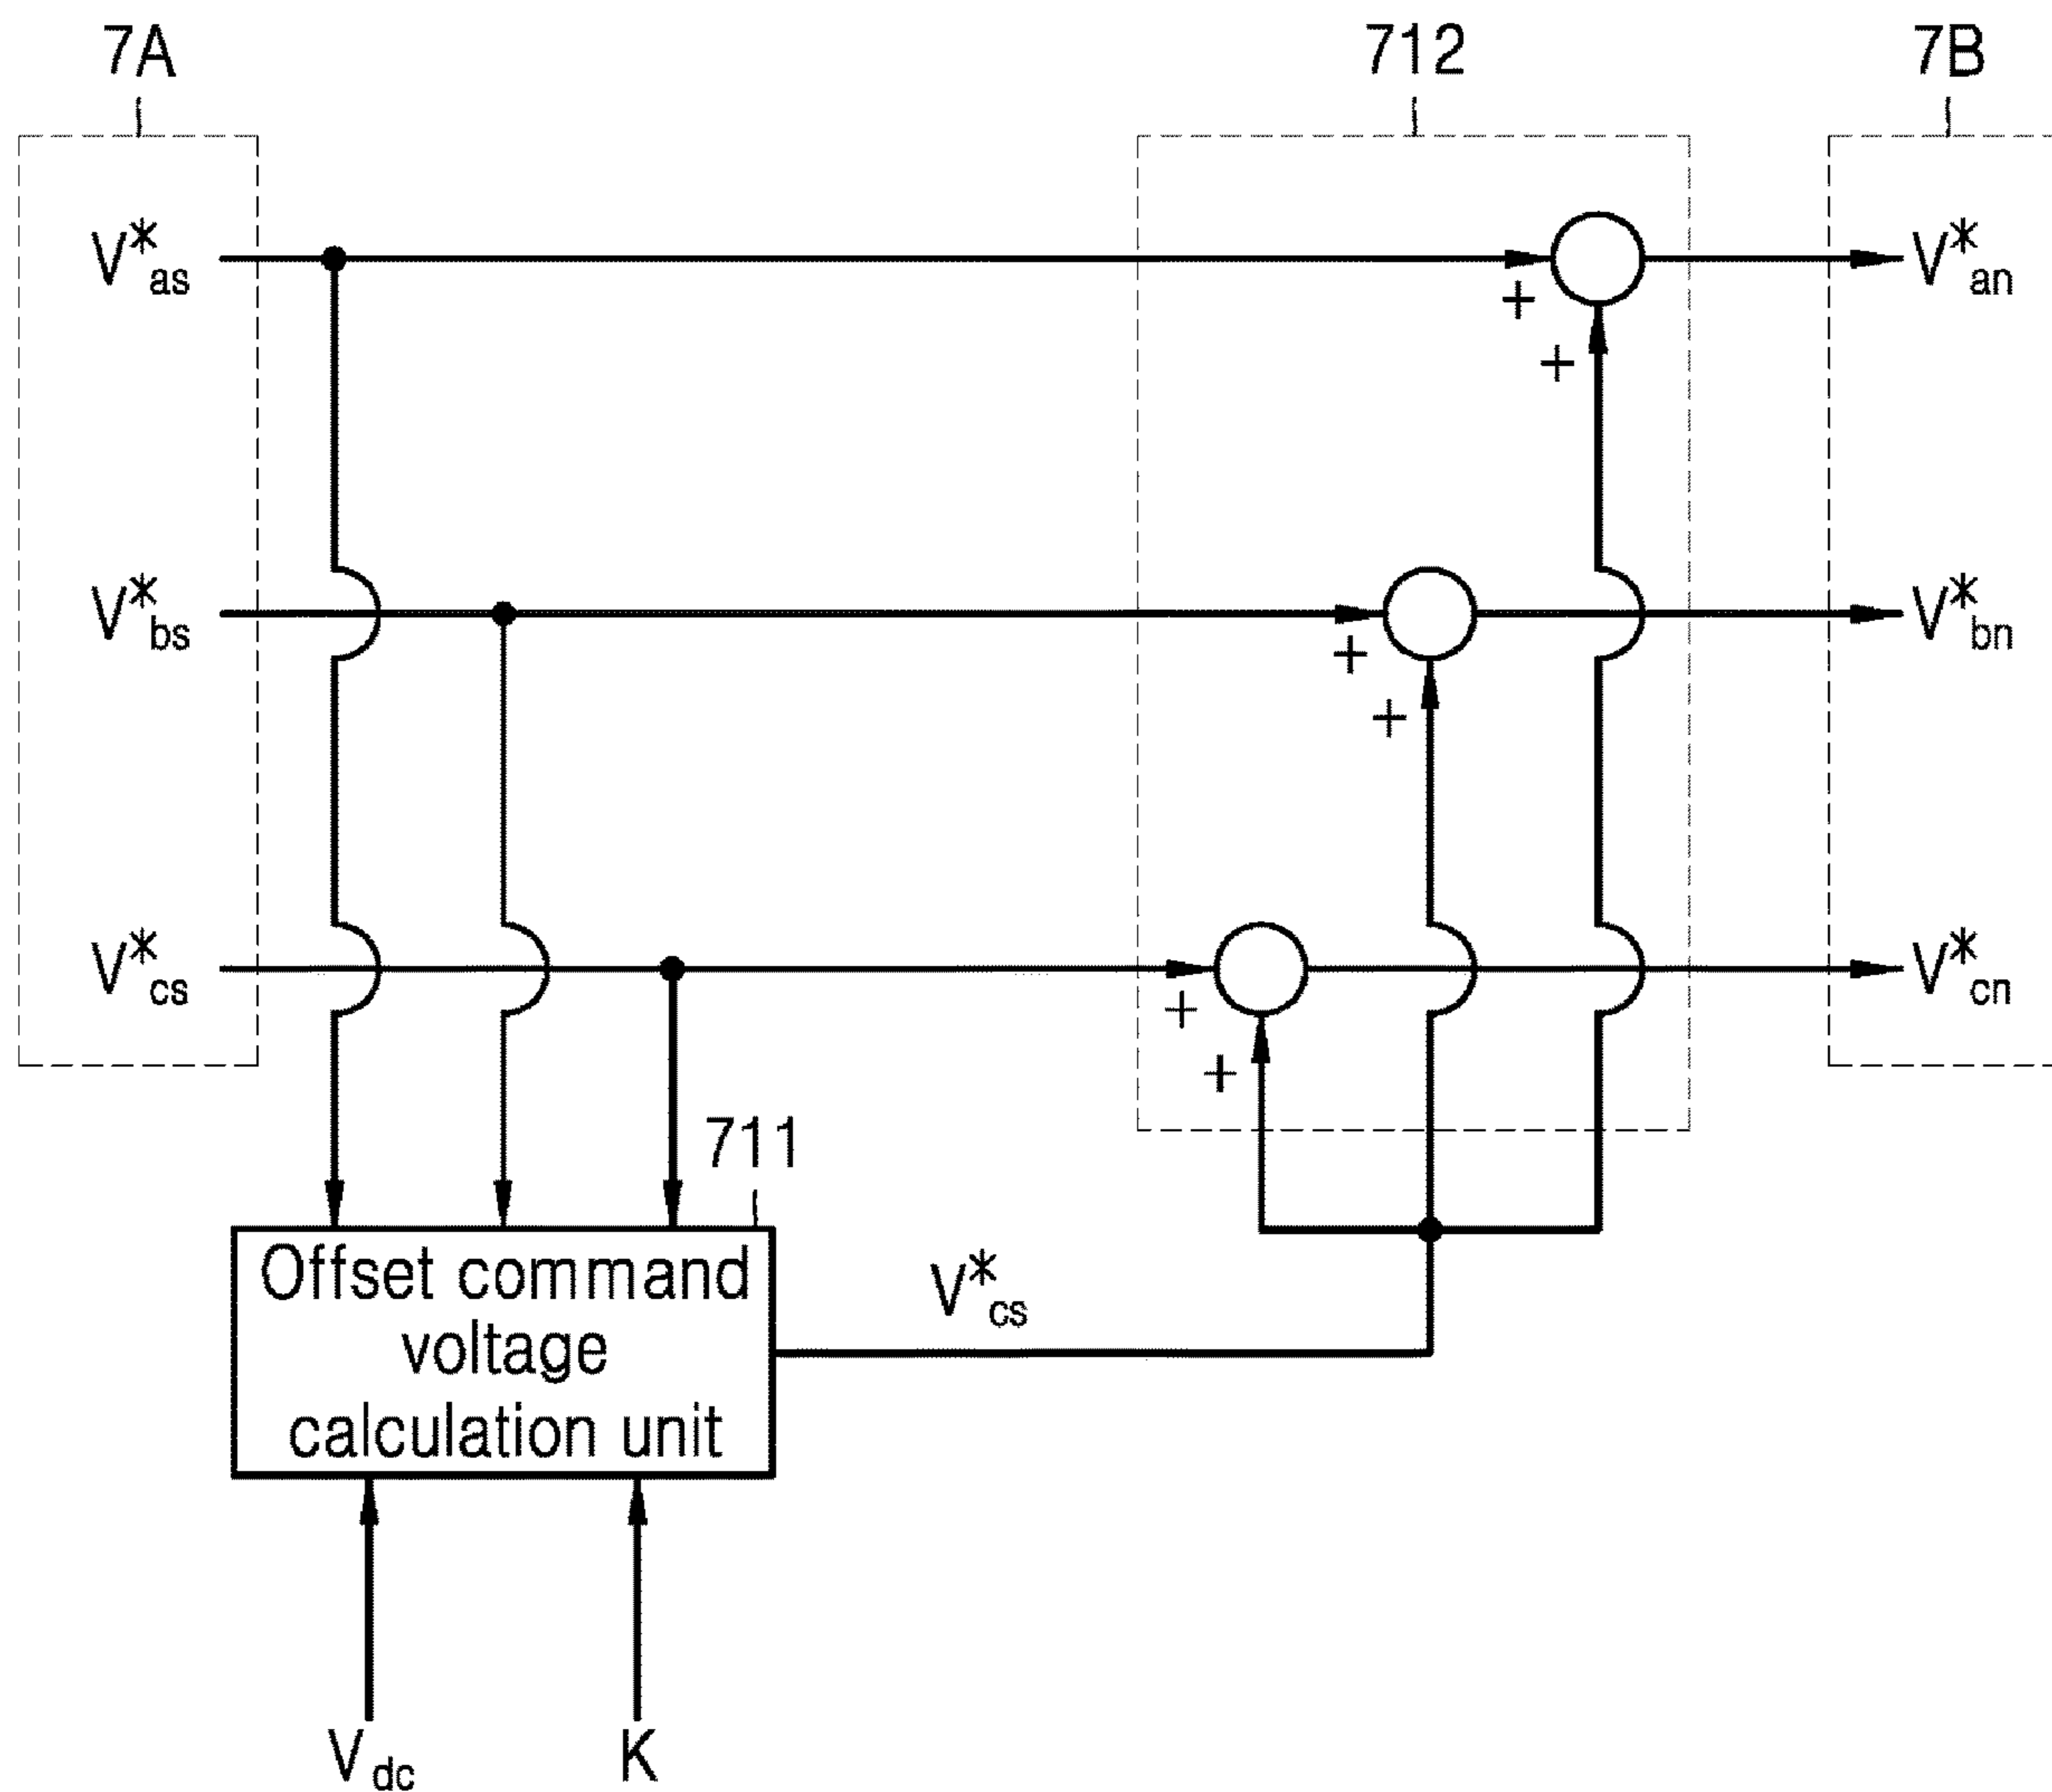 7A
712
7B
V*as
V*an
+
+
V*bs
V*bn
+
+
V*cs
V*cn
+
+
711
Offset command
voltage
calculation unit
V*cs
Vdc
K